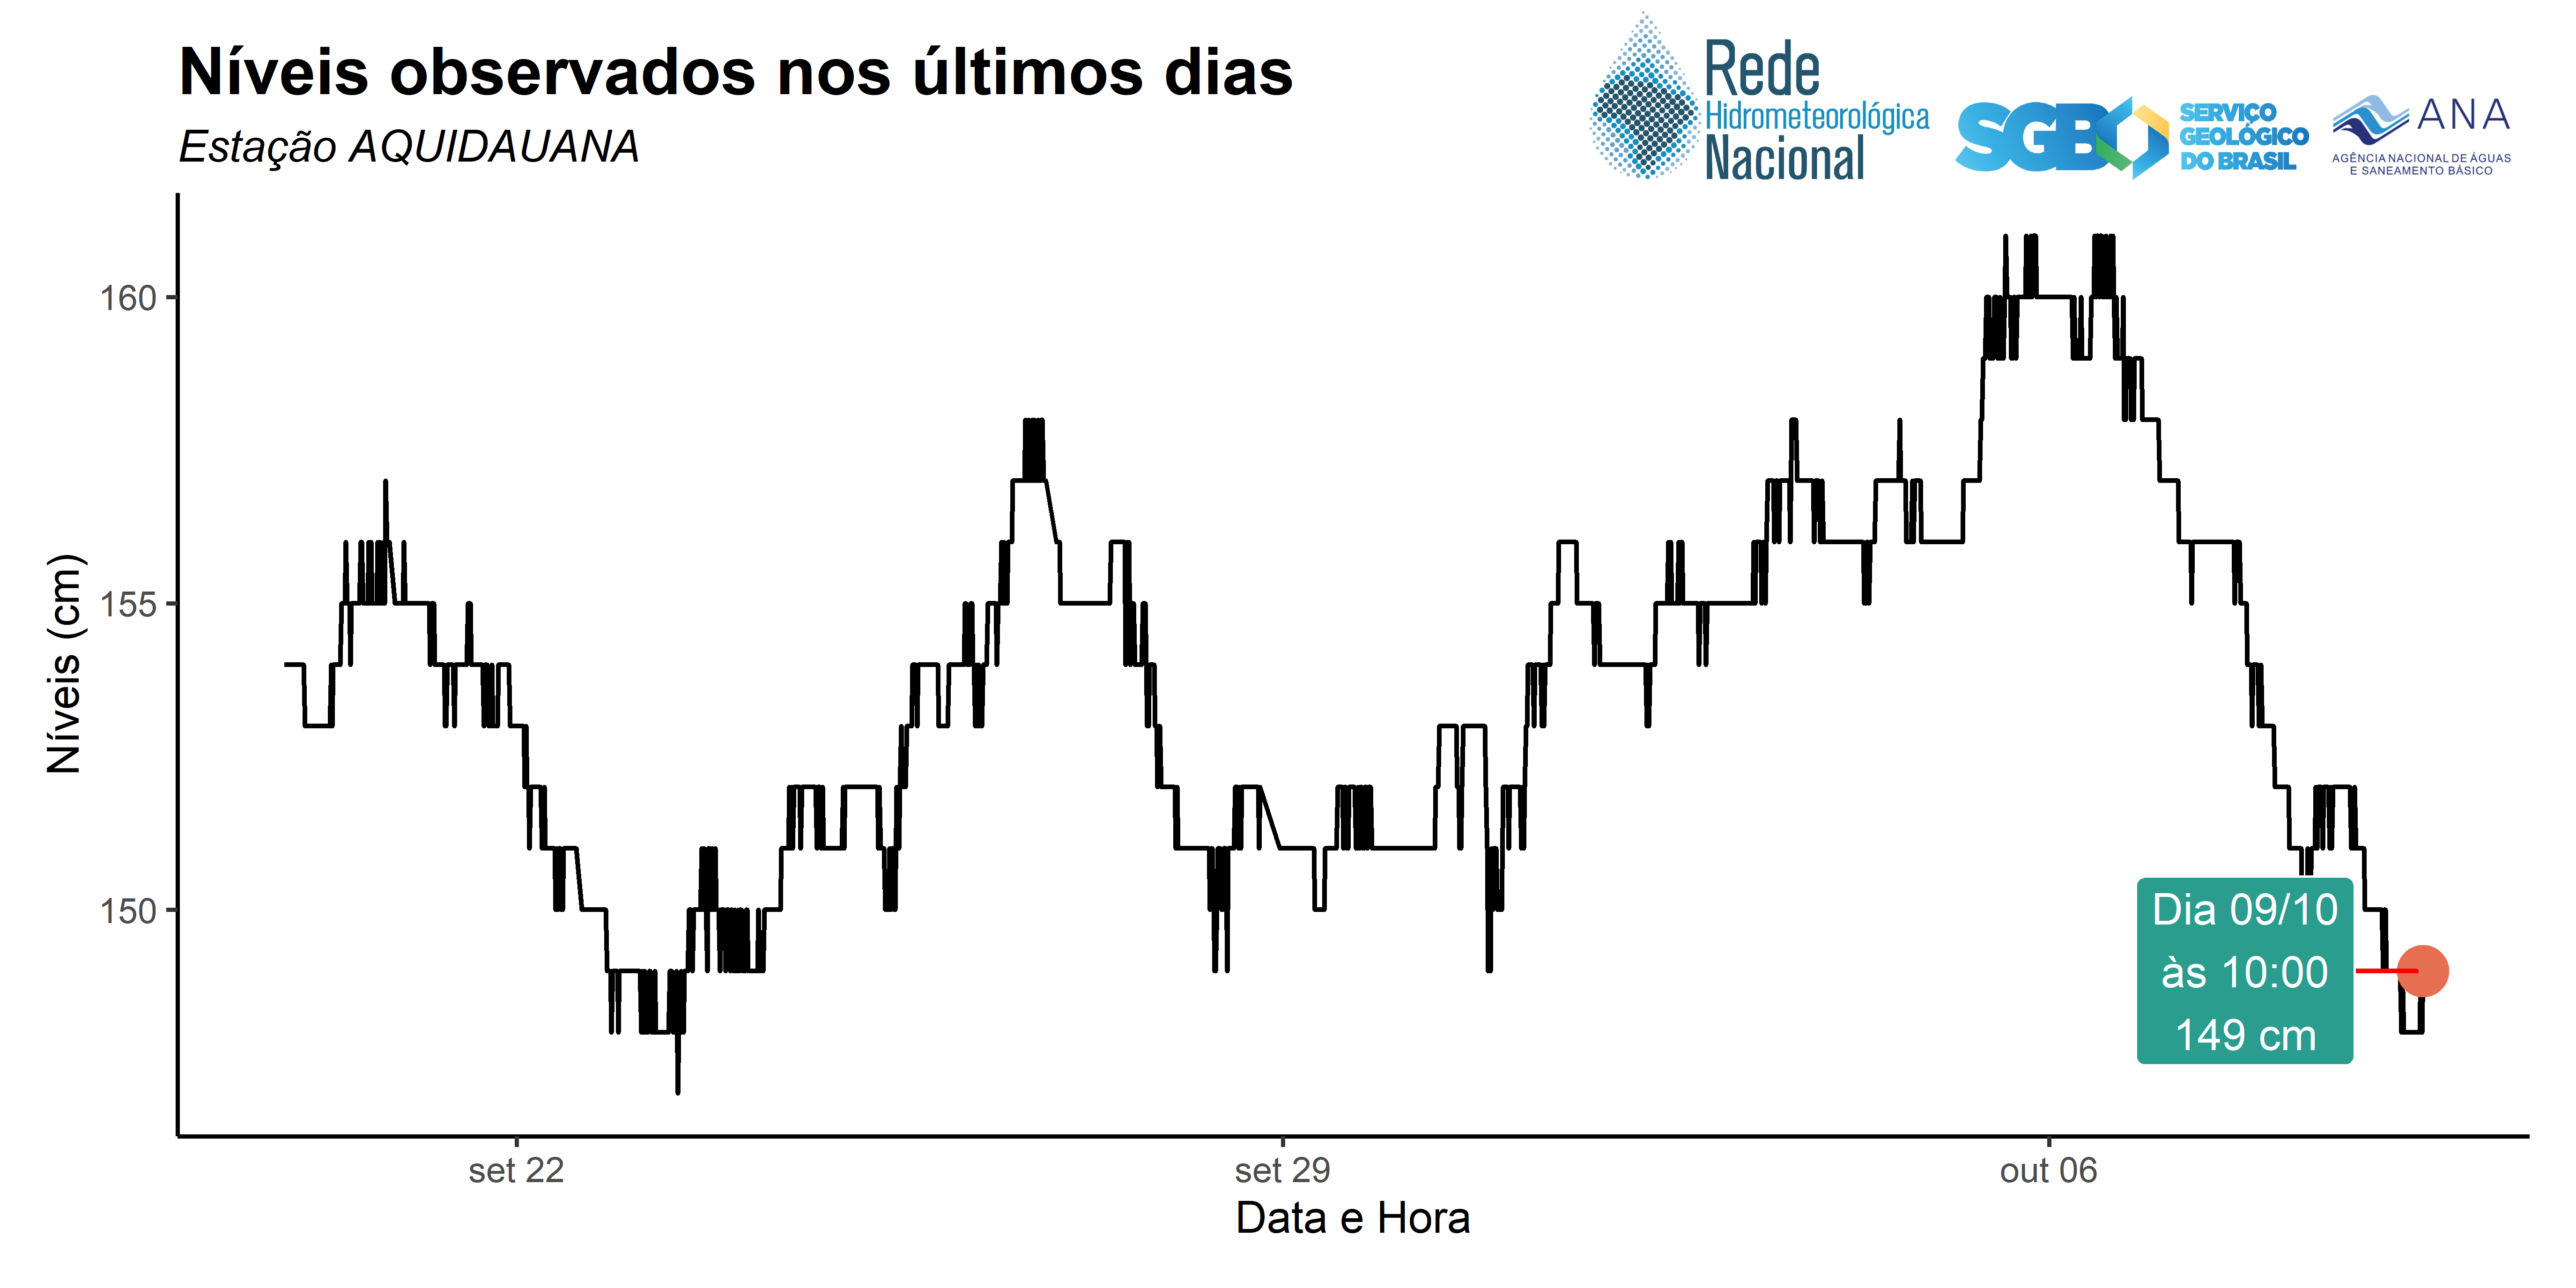 Níveis observados nos últimos dias
Estação AQUIDAUANA
Rede
Hidrometeorológica
Nacional
SGB
SERVIÇO
GEOLÓGICO
DO BRASIL
ANA
AGÊNCIA NACIONAL DE ÁGUAS
E SANEAMENTO BÁSICO
Níveis (cm)
160
155
150
Dia 09/10
às 10:00
149 cm
set 22
set 29
out 06
Data e Hora